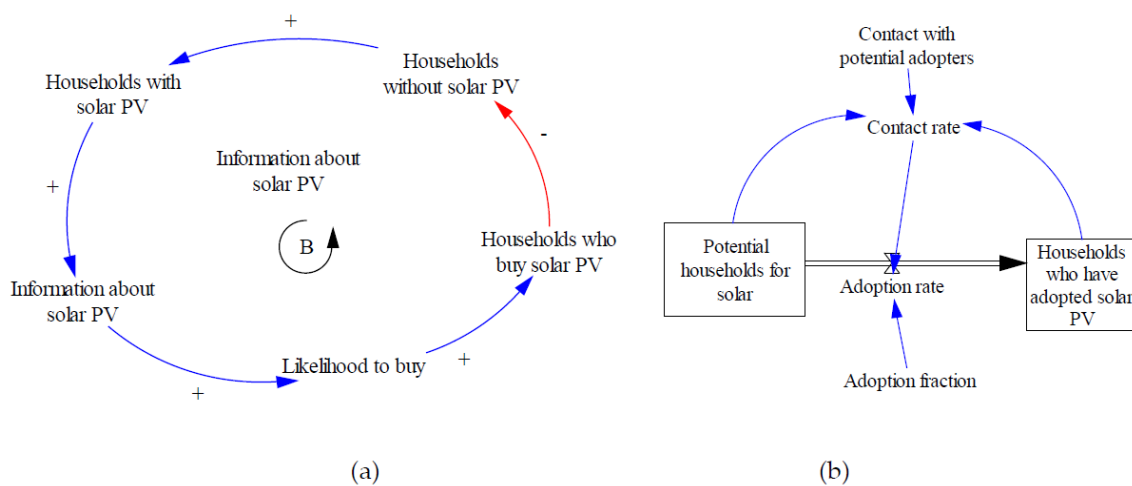 +
Households
without solar PV
Households with
solar PV
-
Information about
solar PV
+
B
Households who
buy solar PV
Information about
solar PV
Likelihood to buy
+
+
(a)
Contact with
potential adopters
Contact rate
Potential
households for
solar
Households
who have
adopted solar
PV
Adoption rate
Adoption fraction
(b)